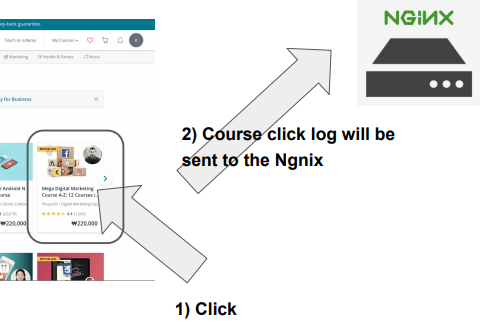 ey-back guarantee.
Teach on Udemy
My Courses
K
Marketing
Health & Fitness
Music
y for Business
BESTSELLER
e Android N
Mega Digital Marketing
ourse
Course A-Z: 12 Courses i
₩220,000
4.4
₩220,000
BESTSELLER
NGiNX
2) Course click log will be
sent to the Ngnix
1) Click